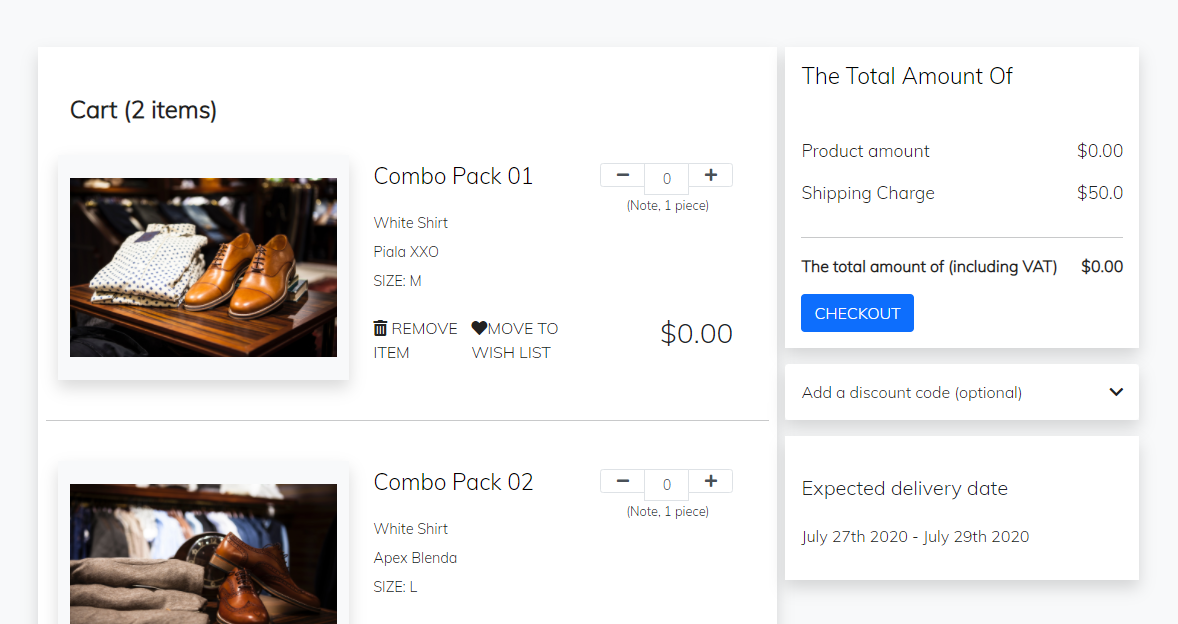 Cart (2 items)
Combo Pack 01
0
(Note, 1 piece)
White Shirt
Piala XXO
SIZE: M
REMOVE ITEM
MOVE TO WISH LIST
$0.00
Combo Pack 02
0
(Note, 1 piece)
White Shirt
Apex Blenda
SIZE: L
The Total Amount Of
Product amount $0.00
Shipping Charge $50.0
The total amount of (including VAT) $0.00
CHECKOUT
Add a discount code (optional)
Expected delivery date
July 27th 2020 - July 29th 2020